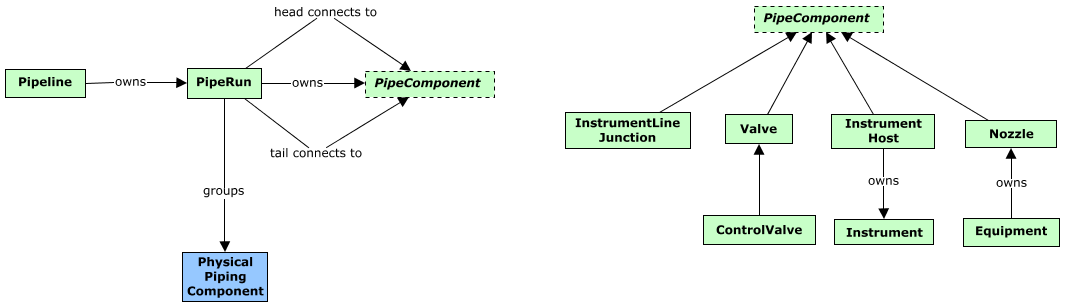 head connects to
Pipeline
owns
PipeRun
owns
PipeComponent
tail connects to
groups
Physical
Piping
Component
PipeComponent
InstrumentLine
Junction
Valve
Instrument
Host
Nozzle
owns
owns
ControlValve
Instrument
Equipment